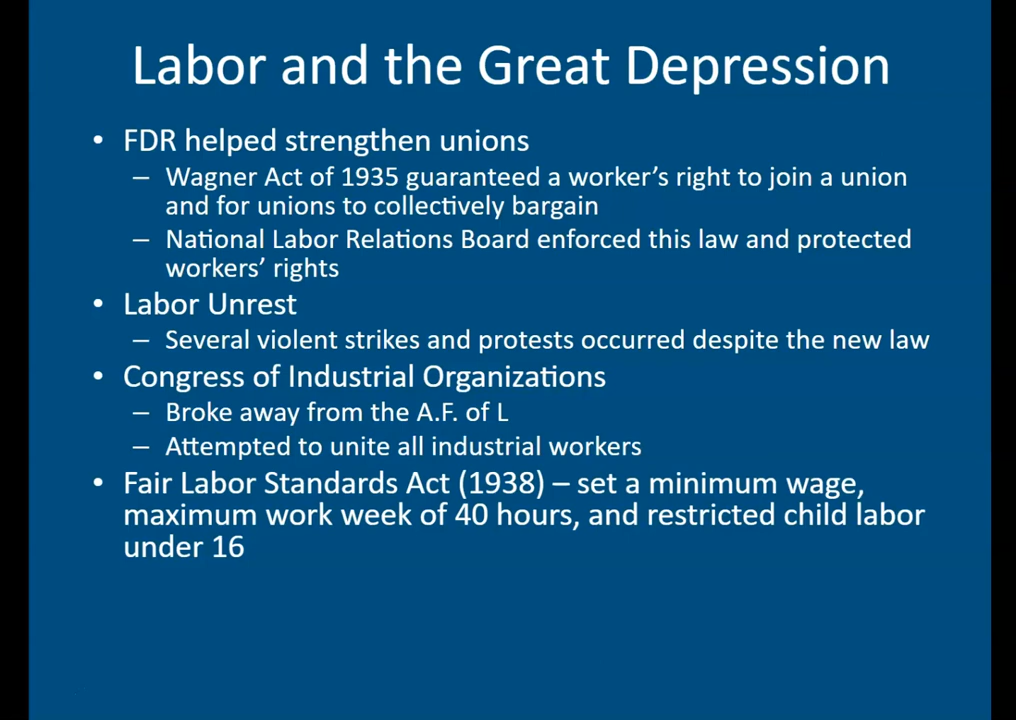 Labor and the Great Depression
• FDR helped strengthen unions
– Wagner Act of 1935 guaranteed a worker’s right to join a union
and for unions to collectively bargain
– National Labor Relations Board enforced this law and protected
workers’ rights
• Labor Unrest
– Several violent strikes and protests occurred despite the new law
• Congress of Industrial Organizations
– Broke away from the A.F. of L
– Attempted to unite all industrial workers
• Fair Labor Standards Act (1938) – set a minimum wage,
maximum work week of 40 hours, and restricted child labor
under 16